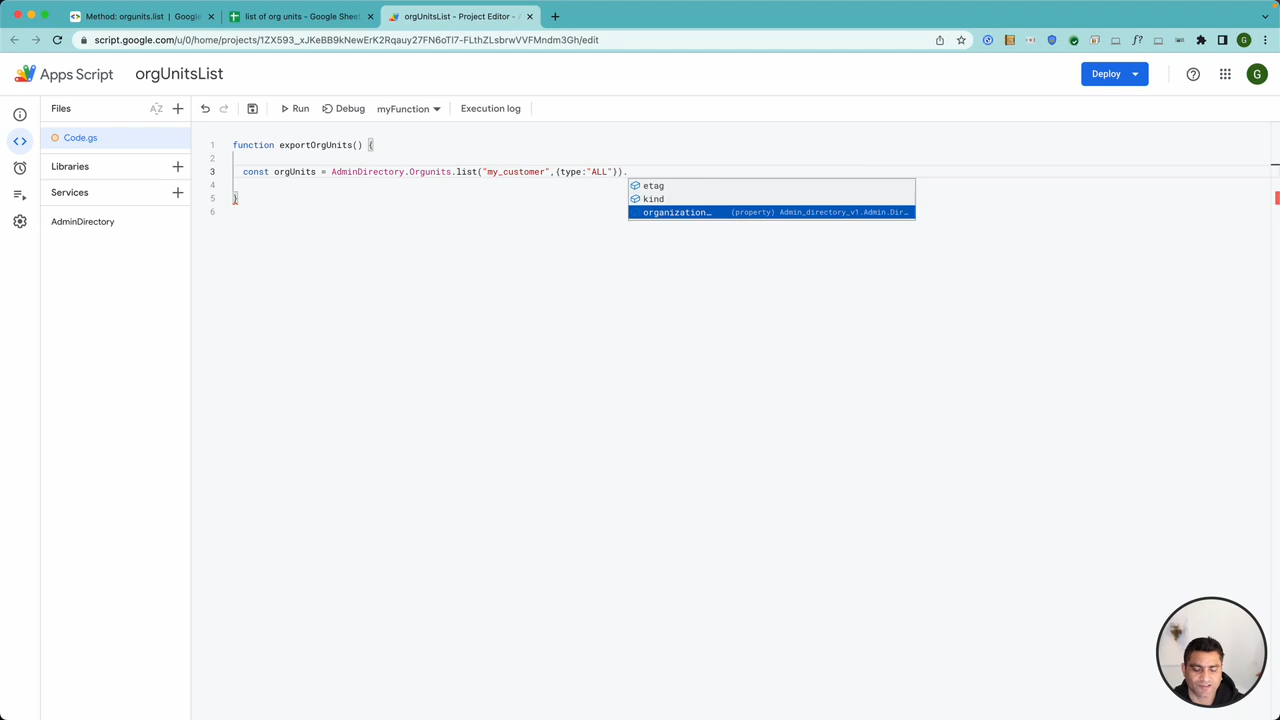 Method: orgunits.list | Google
list of org units - Google Sheet
orgUnitsList - Project Editor - A
script.google.com/u/0/home/projects/1ZX593_xJKeBB9kNewErK2Rqauy27FN6oTl7-FLthZLsbrwVVFMndm3Gh/edit
G
Apps Script
orgUnitsList
Deploy
G
Files
AZ
Run
Debug
myFunction
Execution log
Code.gs
Libraries
Services
AdminDirectory
1 function exportOrgUnits() {
2
3 const orgUnits = AdminDirectory.Orgunits.list("my_customer",{type:"ALL"}).
4
5 }
6
etag
kind
organization… (property) Admin_directory_v1.Admin.Dir…